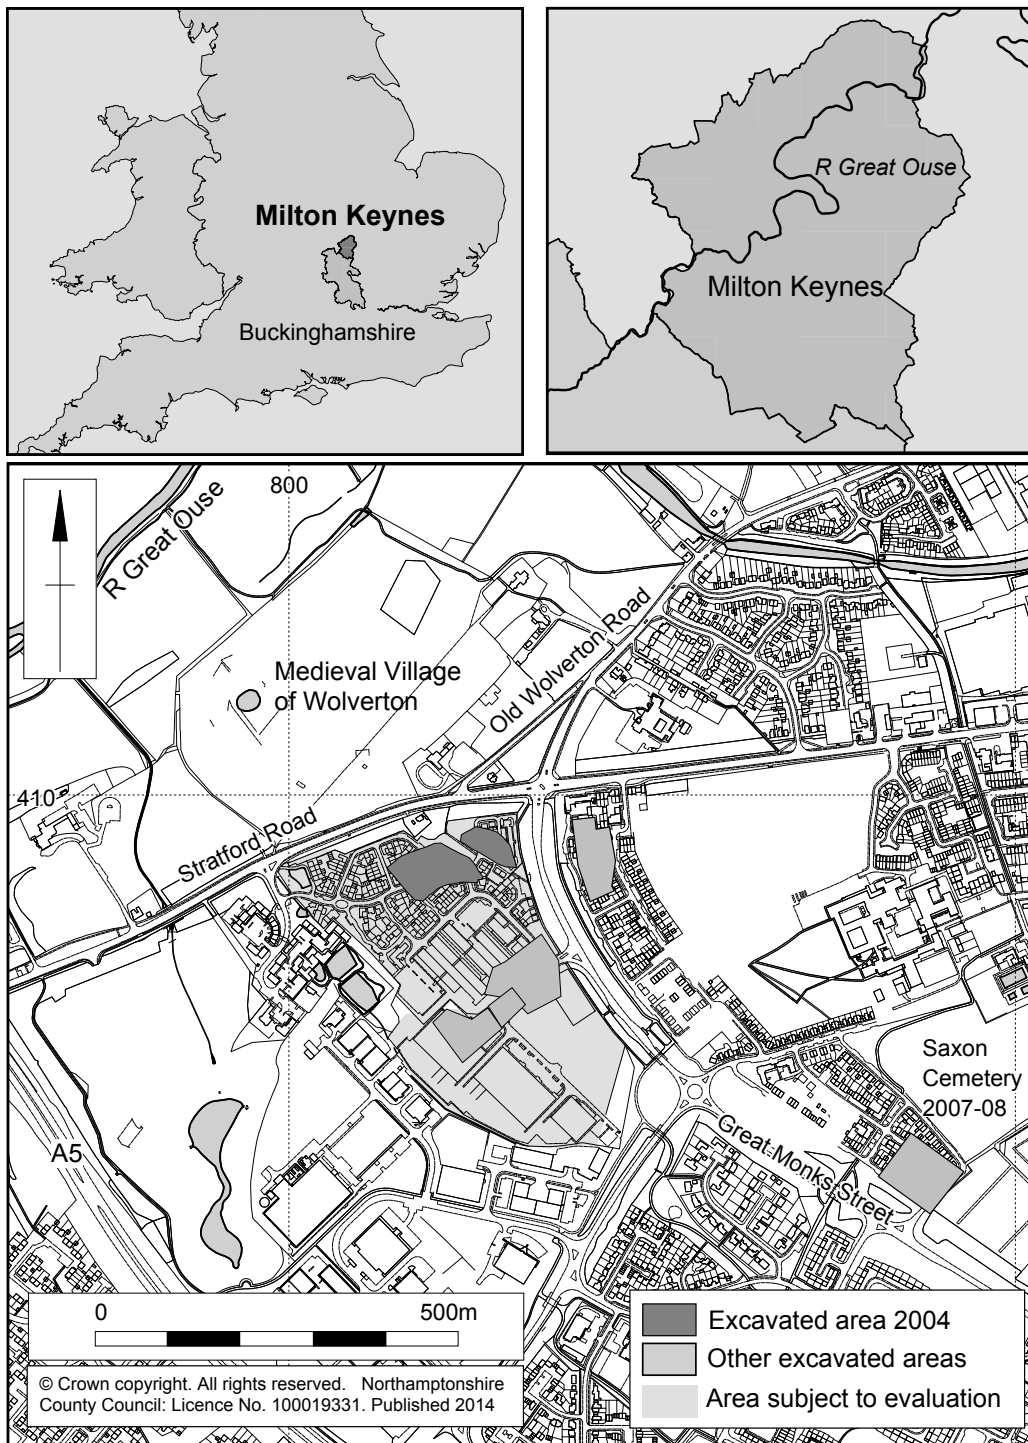 Milton Keynes
Buckinghamshire
R Great Ouse
Milton Keynes
800
R Great Ouse
Medieval Village
of Wolverton
Old Wolverton Road
410
Stratford Road
Saxon
Cemetery
2007-08
A5
Great Monks Street
0 500m
© Crown copyright. All rights reserved. Northamptonshire
County Council: Licence No. 100019331. Published 2014
Excavated area 2004
Other excavated areas
Area subject to evaluation